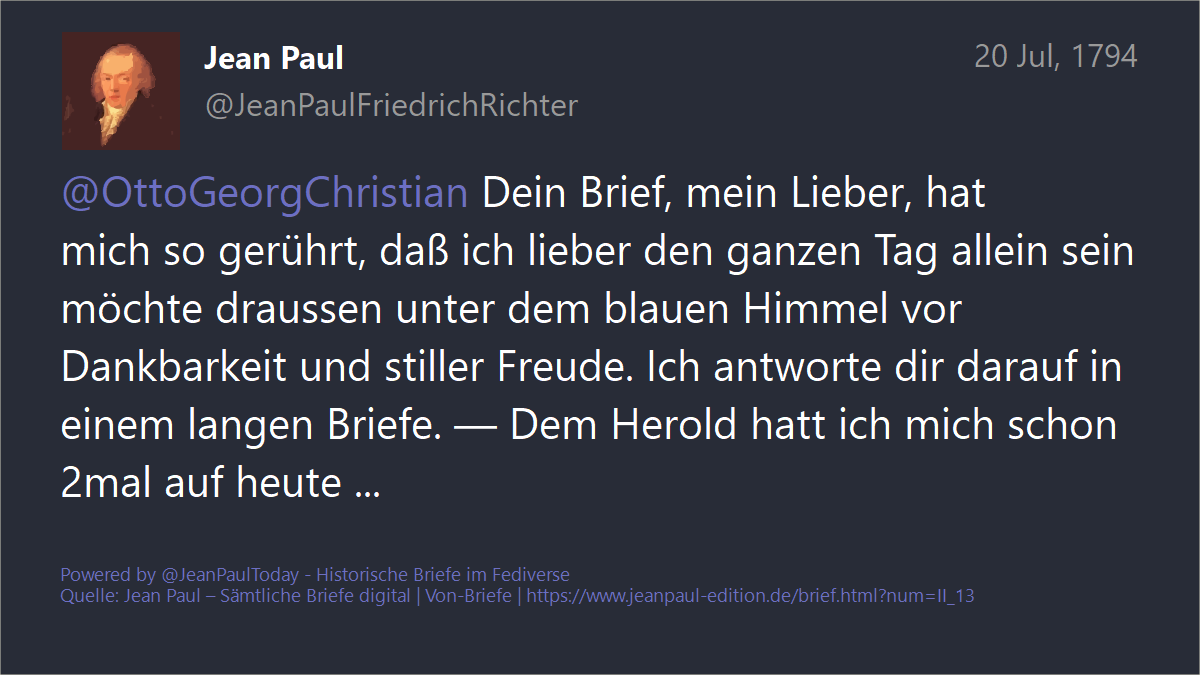 Jean Paul
20 Jul, 1794
@JeanPaulFriedrichRichter
@OttoGeorgChristian Dein Brief, mein Lieber, hat
mich so gerührt, daß ich lieber den ganzen Tag allein sein
möchte draussen unter dem blauen Himmel vor
Dankbarkeit und stiller Freude. Ich antworte dir darauf in
einem langen Briefe. — Dem Herold hatt ich mich schon
2mal auf heute ...
Powered by @JeanPaulToday - Historische Briefe im Fediverse
Quelle: Jean Paul – Sämtliche Briefe digital | Von-Briefe | https://www.jeanpaul-edition.de/brief.html?num=II_13